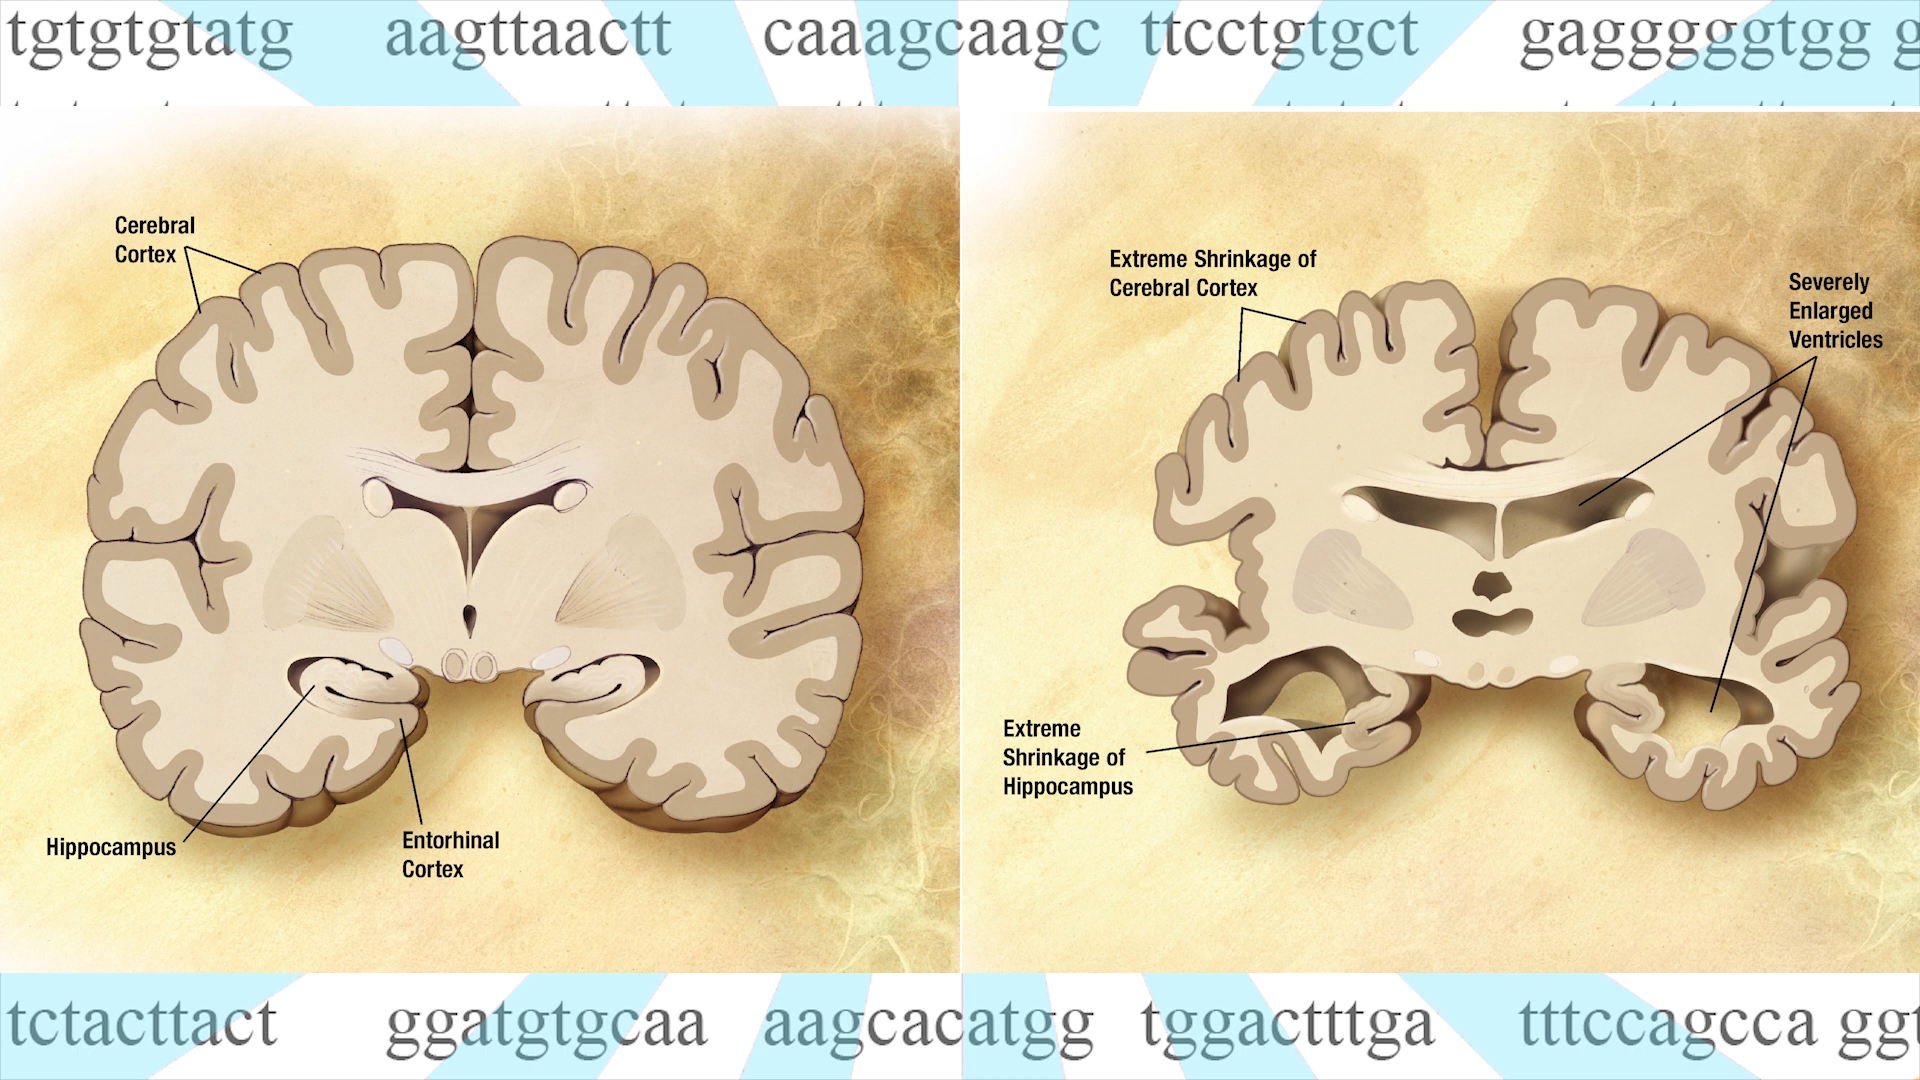 tgtgtgtatg aagttaactt caaagcaagc ttcctgtgct gaggggggtgg g
Cerebral
Cortex
Hippocampus
Entorhinal
Cortex
Extreme Shrinkage of
Cerebral Cortex
Severely
Enlarged
Ventricles
Extreme
Shrinkage of
Hippocampus
tctacttact ggatgtgcaa aagcacatgg tggactttga tttccagcca ggt